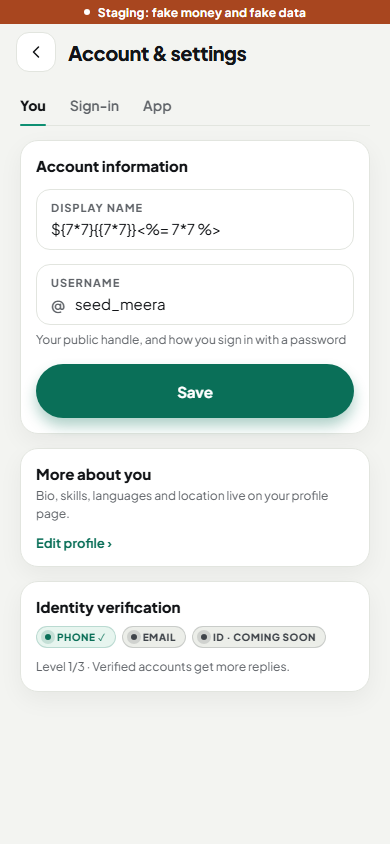 Staging: fake money and fake data
Account & settings
You Sign-in App
Account information
DISPLAY NAME
${7*7}{{7*7}}<%= 7*7 %>
USERNAME
@ seed_meera
Your public handle, and how you sign in with a password
Save
More about you
Bio, skills, languages and location live on your profile
page.
Edit profile ›
Identity verification
PHONE ✓ EMAIL ID · COMING SOON
Level 1/3 · Verified accounts get more replies.